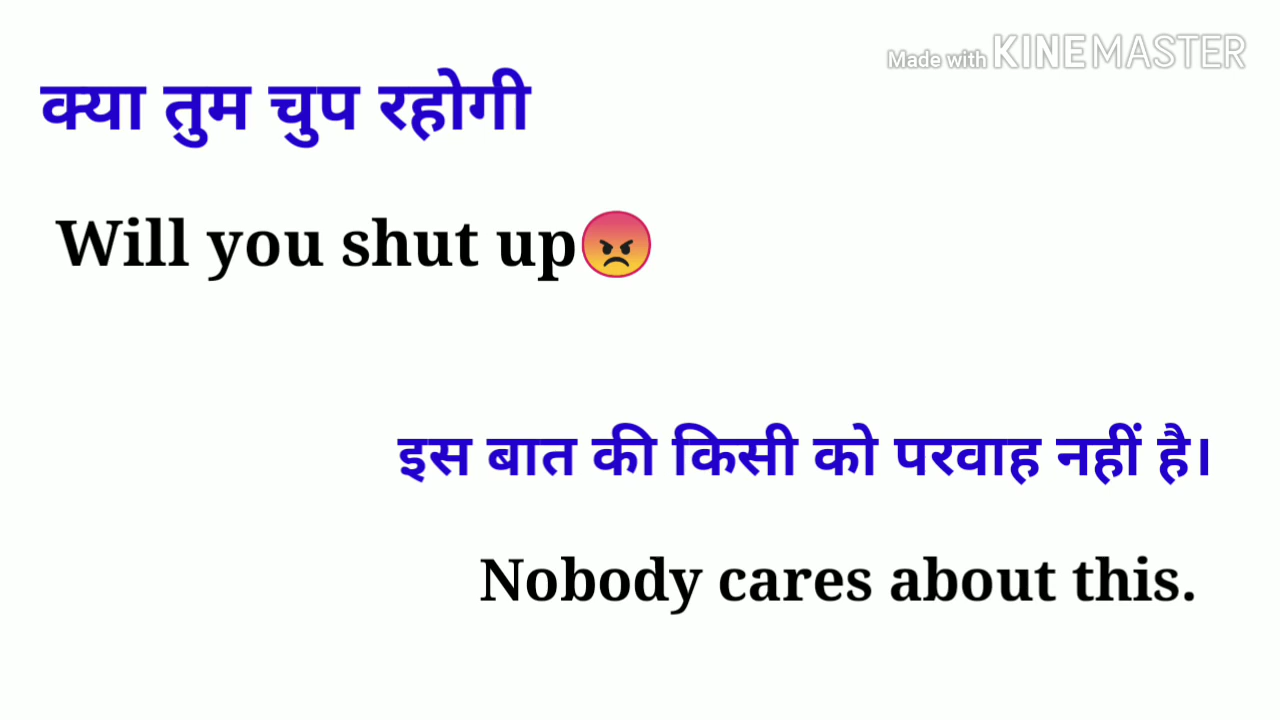 Made with KINEMASTER
क्या तुम चुप रहोगी
Will you shut up😡
इस बात की किसी को परवाह नहीं है।
Nobody cares about this.